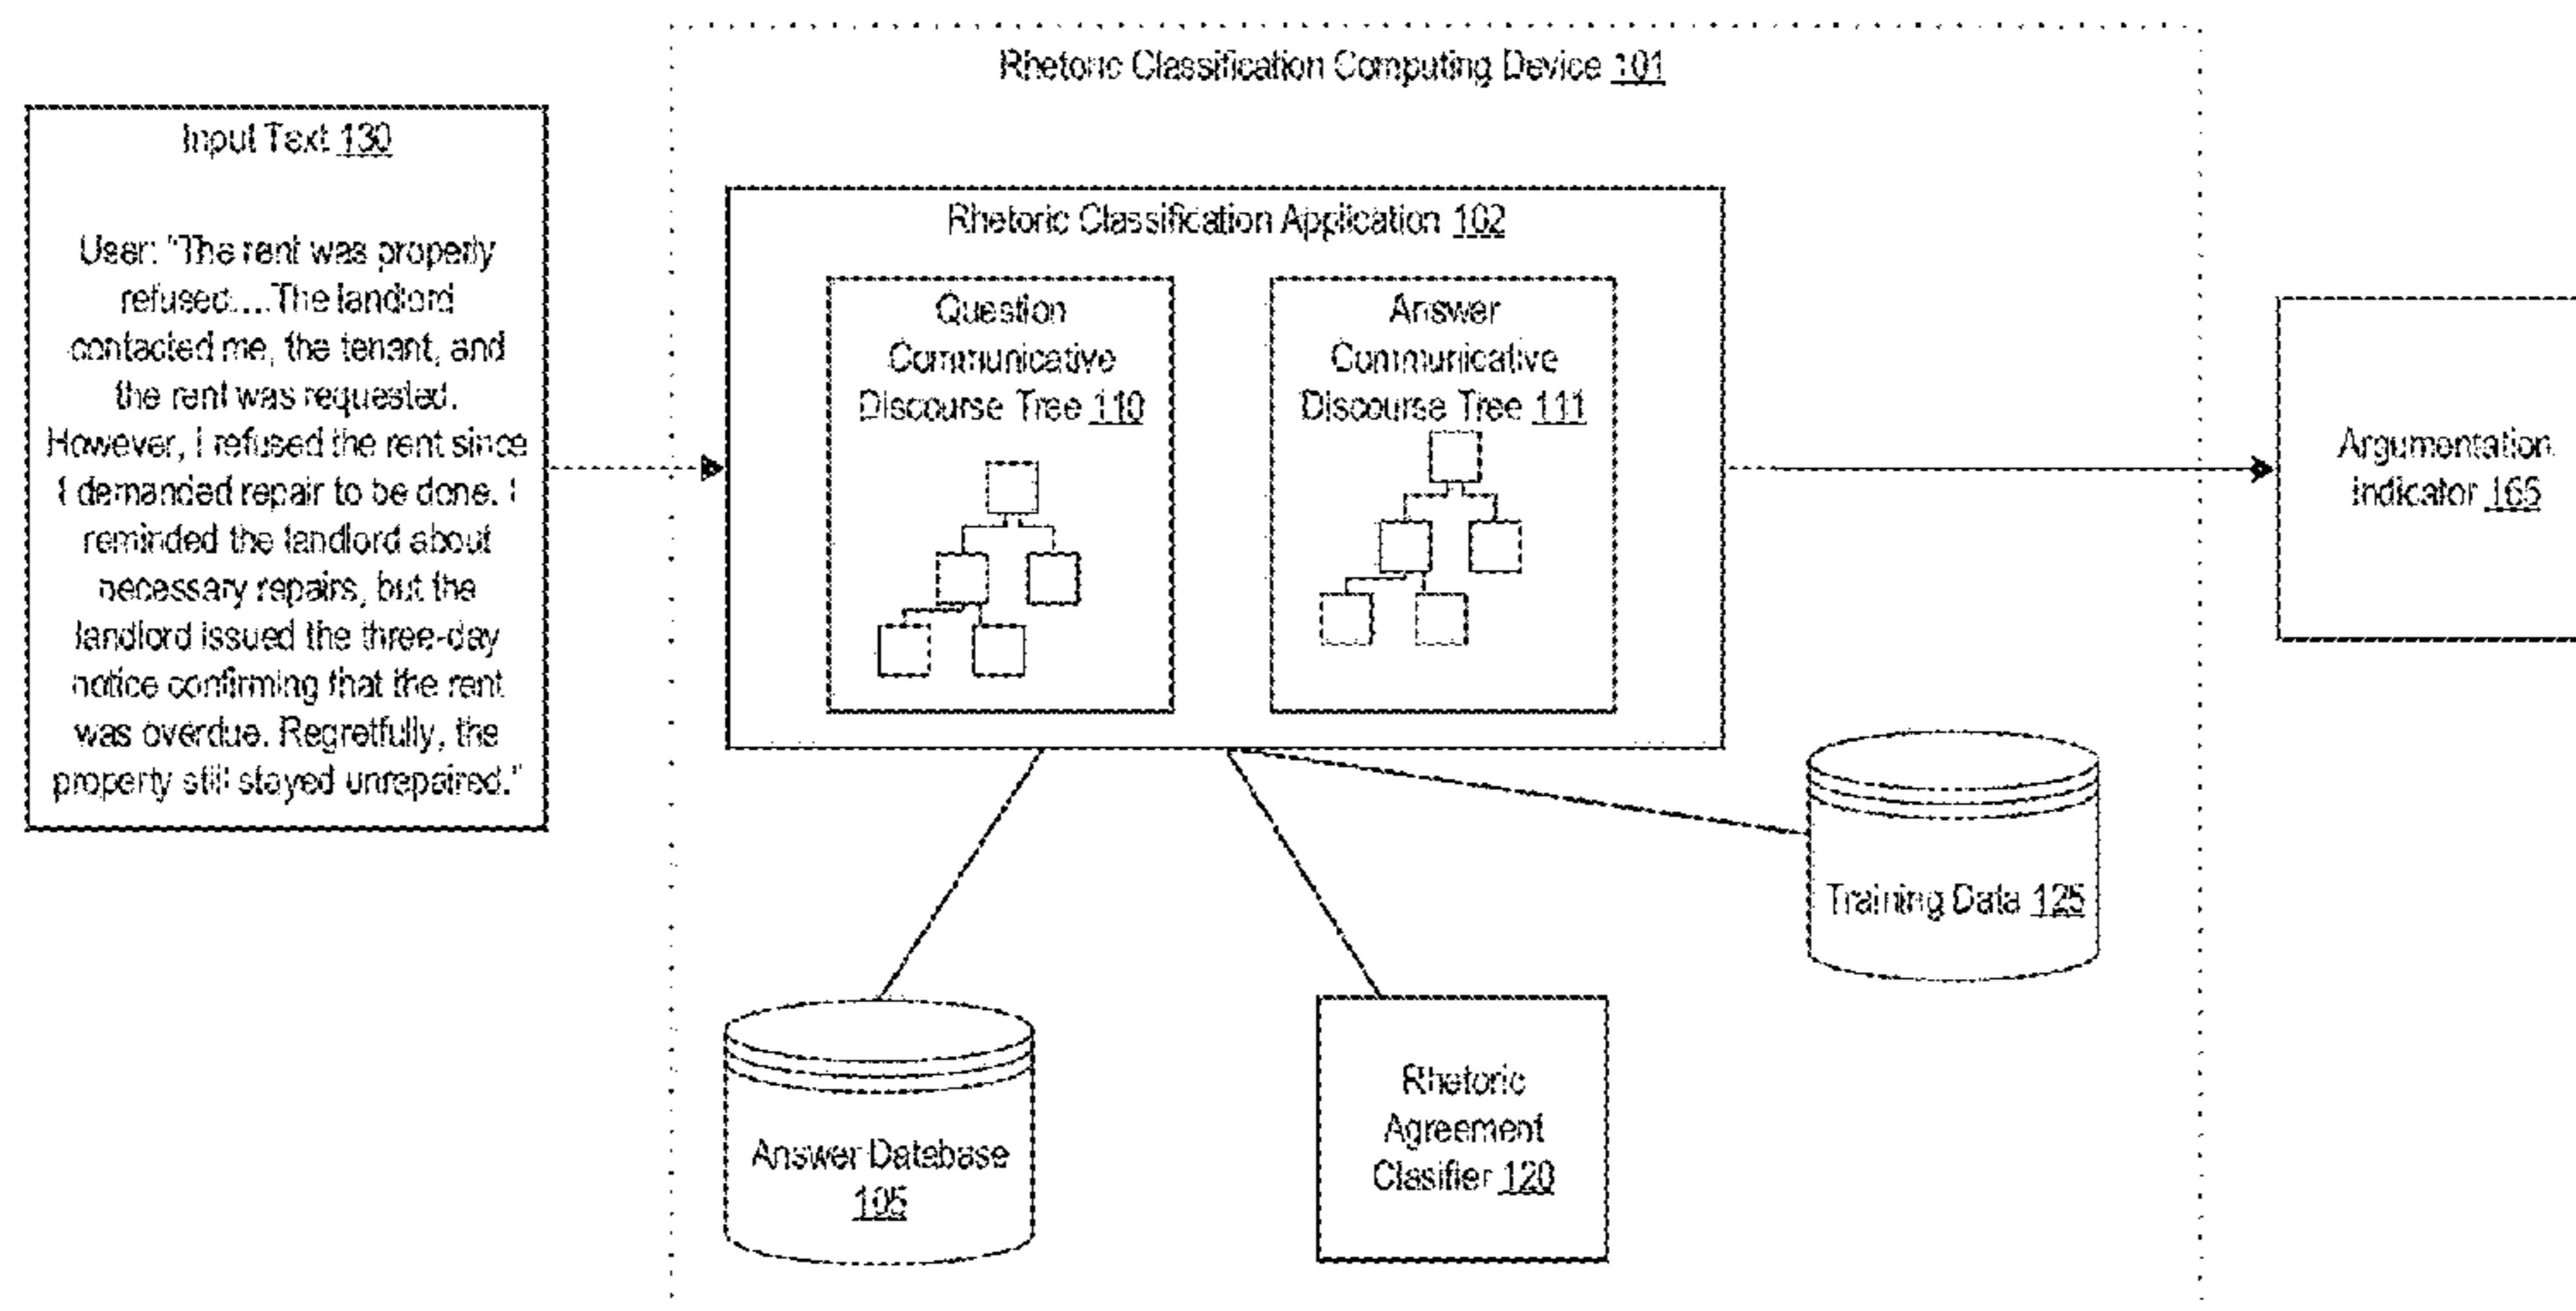 Rhetoric Classification Computing Device 101
Input Text 130
User: "The rent was properly
refused....The landlord
contacted me, the tenant, and
the rent was requested.
However, I refused the rent since
I demanded repair to be done. I
reminded the landlord about
necessary repairs, but the
landlord issued the three-day
notice confirming that the rent
was overdue. Regretfully, the
property still stayed unrepaired."
Rhetoric Classification Application 102
Question
Communicative
Discourse Tree 110
Answer
Communicative
Discourse Tree 111
Argumentation
Indicator 165
Training Data 125
Answer Database
105
Rhetoric
Agreement
Clasifier 120